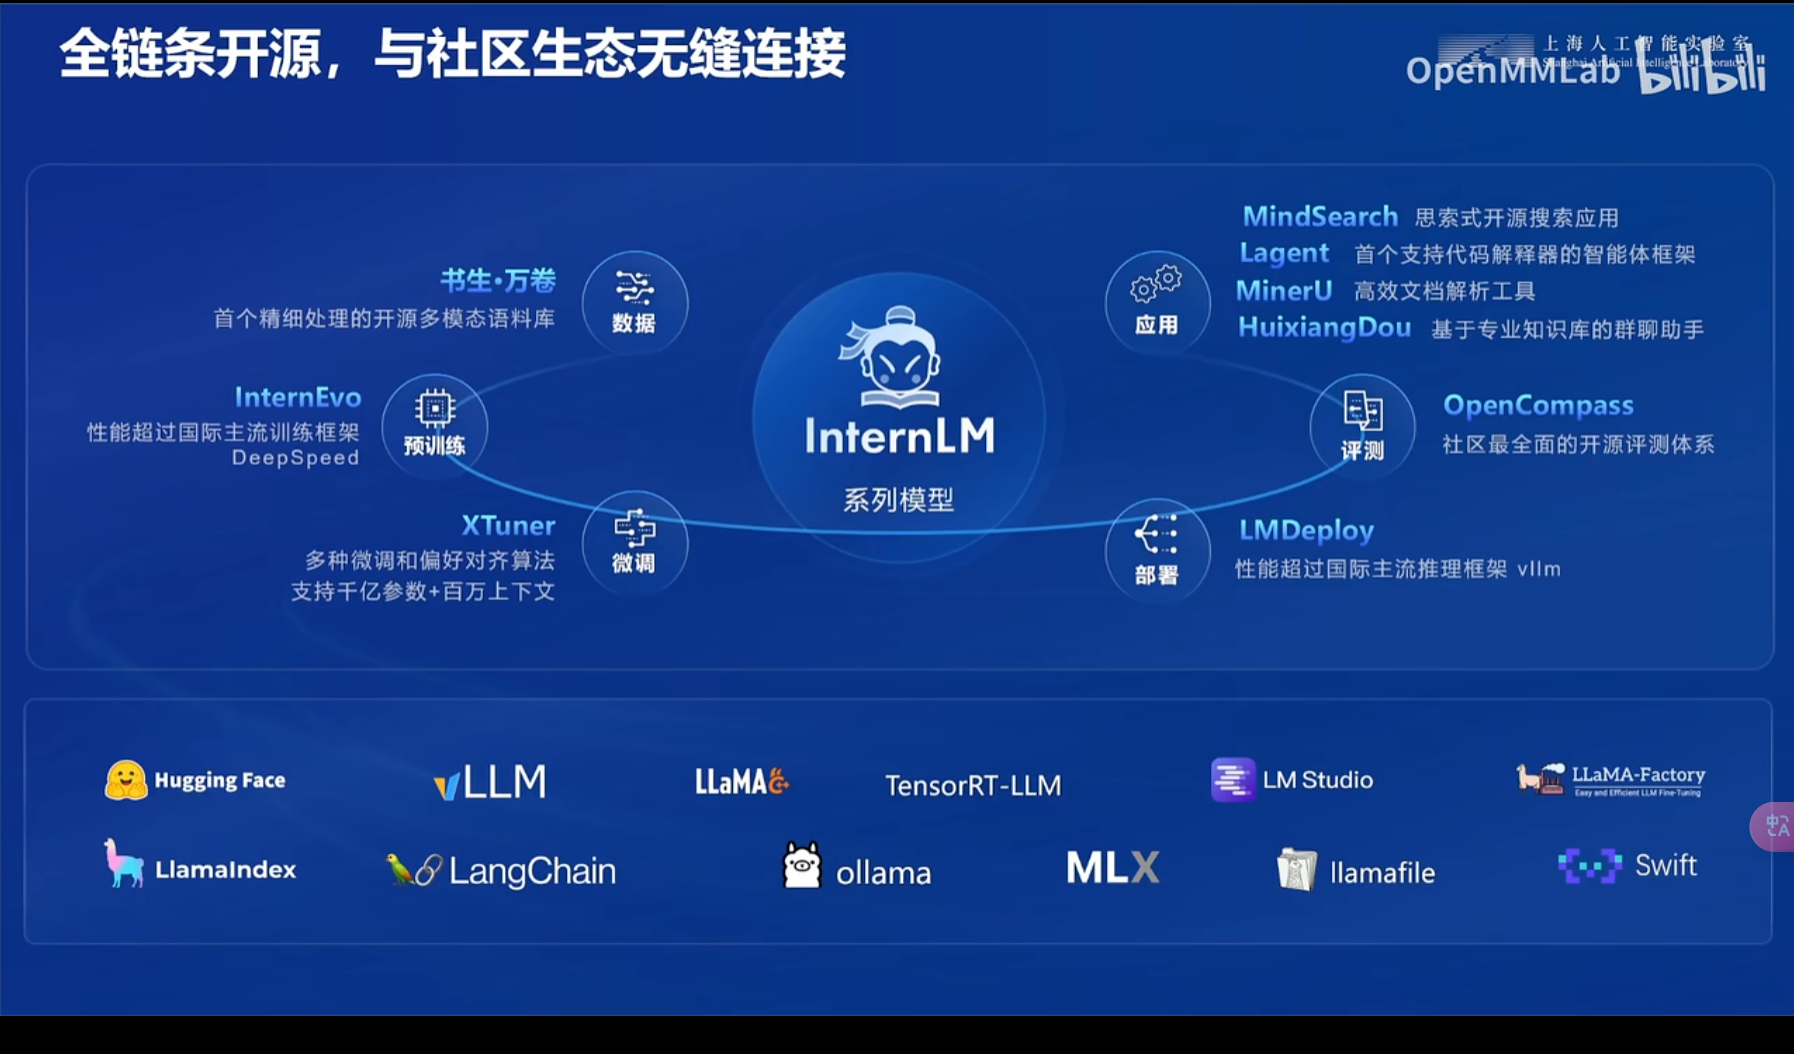 全链条开源，与社区生态无缝连接
上海人工智能实验室
Shanghai Artificial Intelligence Laboratory
OpenMMLab bilibili
书生·万卷
首个精细处理的开源多模态语料库
数据
InternEvo
性能超过国际主流训练框架
DeepSpeed
预训练
XTuner
多种微调和偏好对齐算法
支持千亿参数+百万上下文
微调
InternLM
系列模型
应用
MindSearch 思索式开源搜索应用
Lagent 首个支持代码解释器的智能体框架
MinerU 高效文档解析工具
HuixiangDou 基于专业知识库的群聊助手
评测
OpenCompass
社区最全面的开源评测体系
部署
LMDeploy
性能超过国际主流推理框架 vllm
Hugging Face
vLLM
LLaMA C++
TensorRT-LLM
LM Studio
LLaMA-Factory
Easy and Efficient LLM Fine-Tuning
LlamaIndex
LangChain
ollama
MLX
llamafile
Swift
中 A